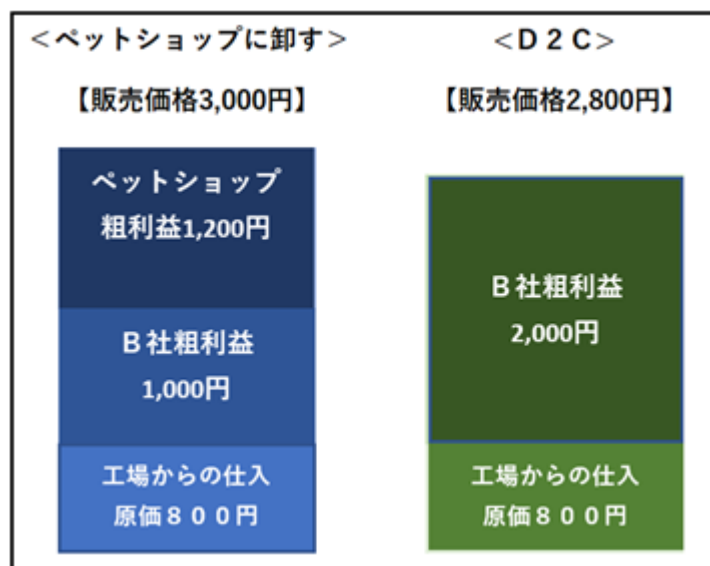 ＜ペットショップに卸す＞
【販売価格3,000円】
ペットショップ
粗利益1,200円
Ｂ社粗利益
1,000円
工場からの仕入
原価８００円
＜Ｄ２Ｃ＞
【販売価格2,800円】
Ｂ社粗利益
2,000円
工場からの仕入
原価８００円